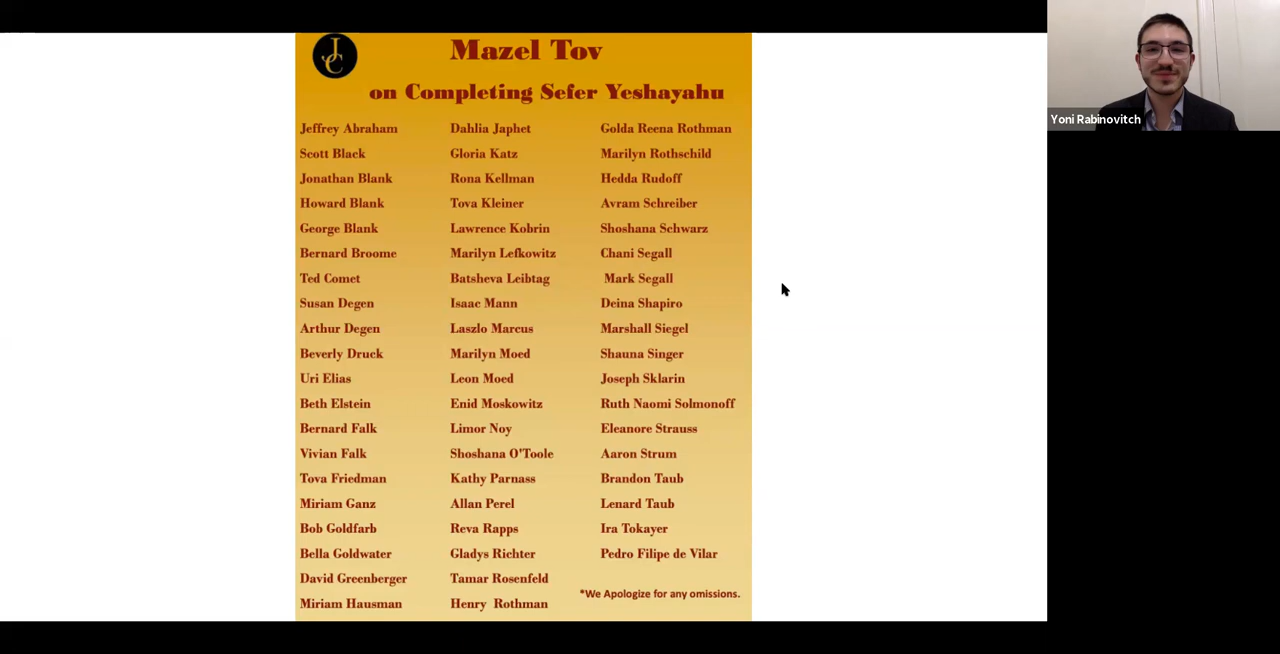 JC
Mazel Tov
on Completing Sefer Yeshayahu
Jeffrey Abraham
Scott Black
Jonathan Blank
Howard Blank
George Blank
Bernard Broome
Ted Comet
Susan Degen
Arthur Degen
Beverly Druck
Uri Elias
Beth Elstein
Bernard Falk
Vivian Falk
Tova Friedman
Miriam Ganz
Bob Goldfarb
Bella Goldwater
David Greenberger
Miriam Hausman
Dahlia Japhet
Gloria Katz
Rona Kellman
Tova Kleiner
Lawrence Kobrin
Marilyn Lefkowitz
Batsheva Leibtag
Isaac Mann
Laszlo Marcus
Marilyn Moed
Leon Moed
Enid Moskowitz
Limor Noy
Shoshana O'Toole
Kathy Parnass
Allan Perel
Reva Rapps
Gladys Richter
Tamar Rosenfeld
Henry Rothman
Golda Reena Rothman
Marilyn Rothschild
Hedda Rudoff
Avram Schreiber
Shoshana Schwarz
Chani Segall
Mark Segall
Deina Shapiro
Marshall Siegel
Shauna Singer
Joseph Sklarin
Ruth Naomi Solmonoff
Eleanore Strauss
Aaron Strum
Brandon Taub
Lenard Taub
Ira Tokayer
Pedro Filipe de Vilar
*We Apologize for any omissions.
Yoni Rabinovitch